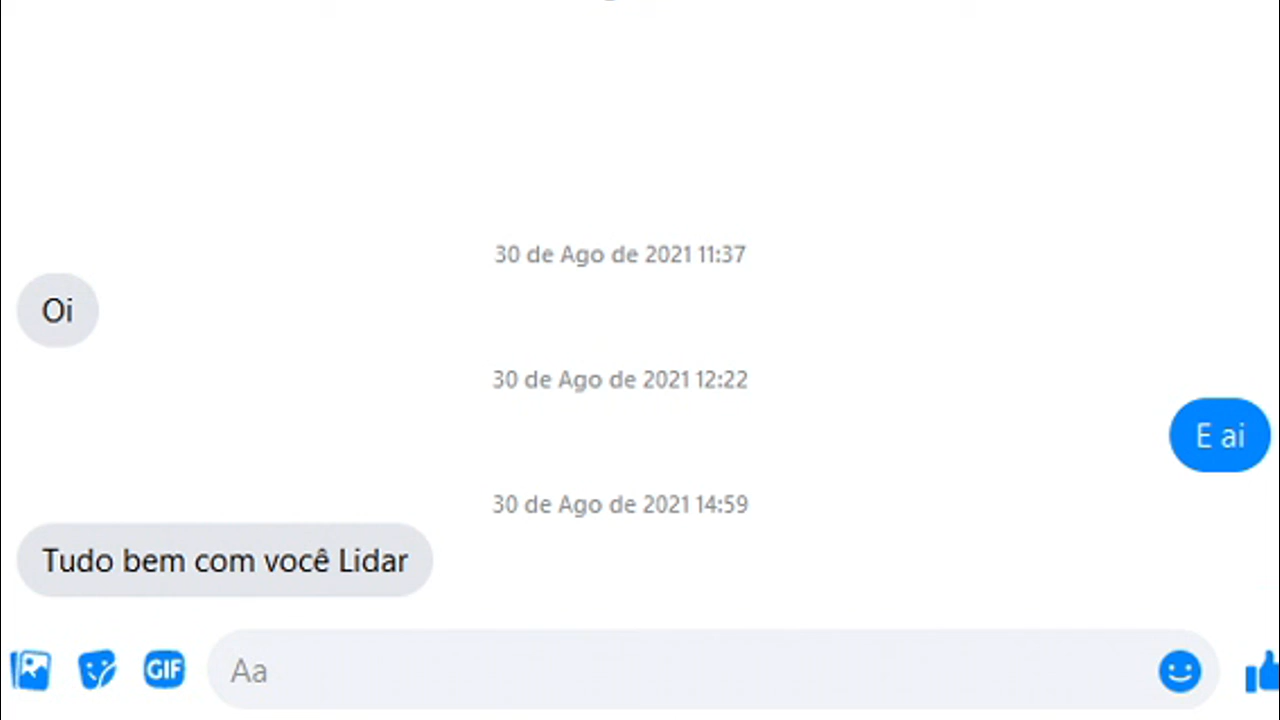 30 de Ago de 2021 11:37
Oi
30 de Ago de 2021 12:22
E ai
30 de Ago de 2021 14:59
Tudo bem com você Lidar
GIF
Aa